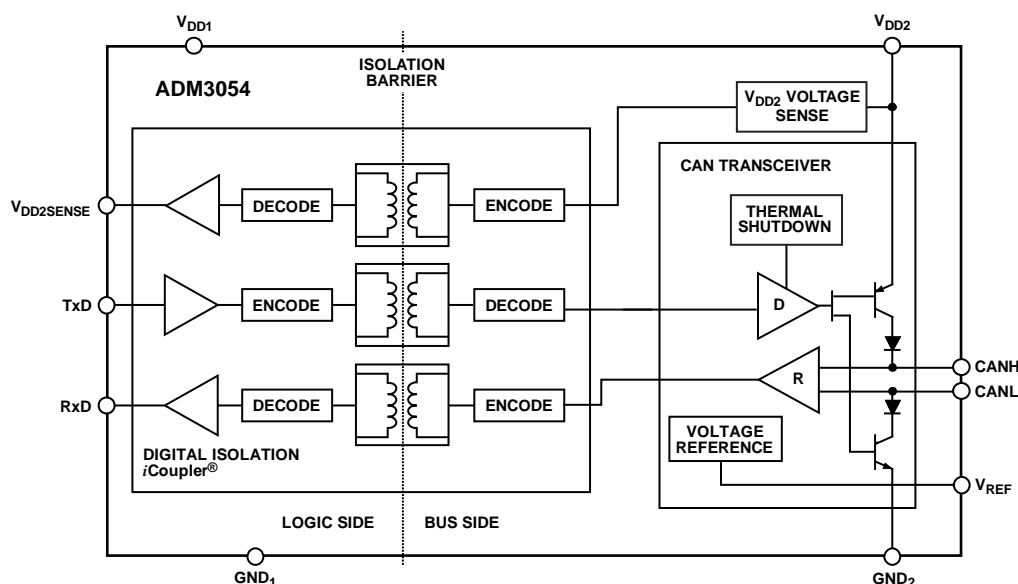 VDD1
VDD2
ADM3054
ISOLATION
BARRIER
VDD2 VOLTAGE
SENSE
CAN TRANSCEIVER
VDD2SENSE
DECODE
ENCODE
THERMAL
SHUTDOWN
TxD
ENCODE
DECODE
D
RxD
DECODE
ENCODE
R
CANH
CANL
VOLTAGE
REFERENCE
DIGITAL ISOLATION
iCoupler®
VREF
LOGIC SIDE
BUS SIDE
GND1
GND2